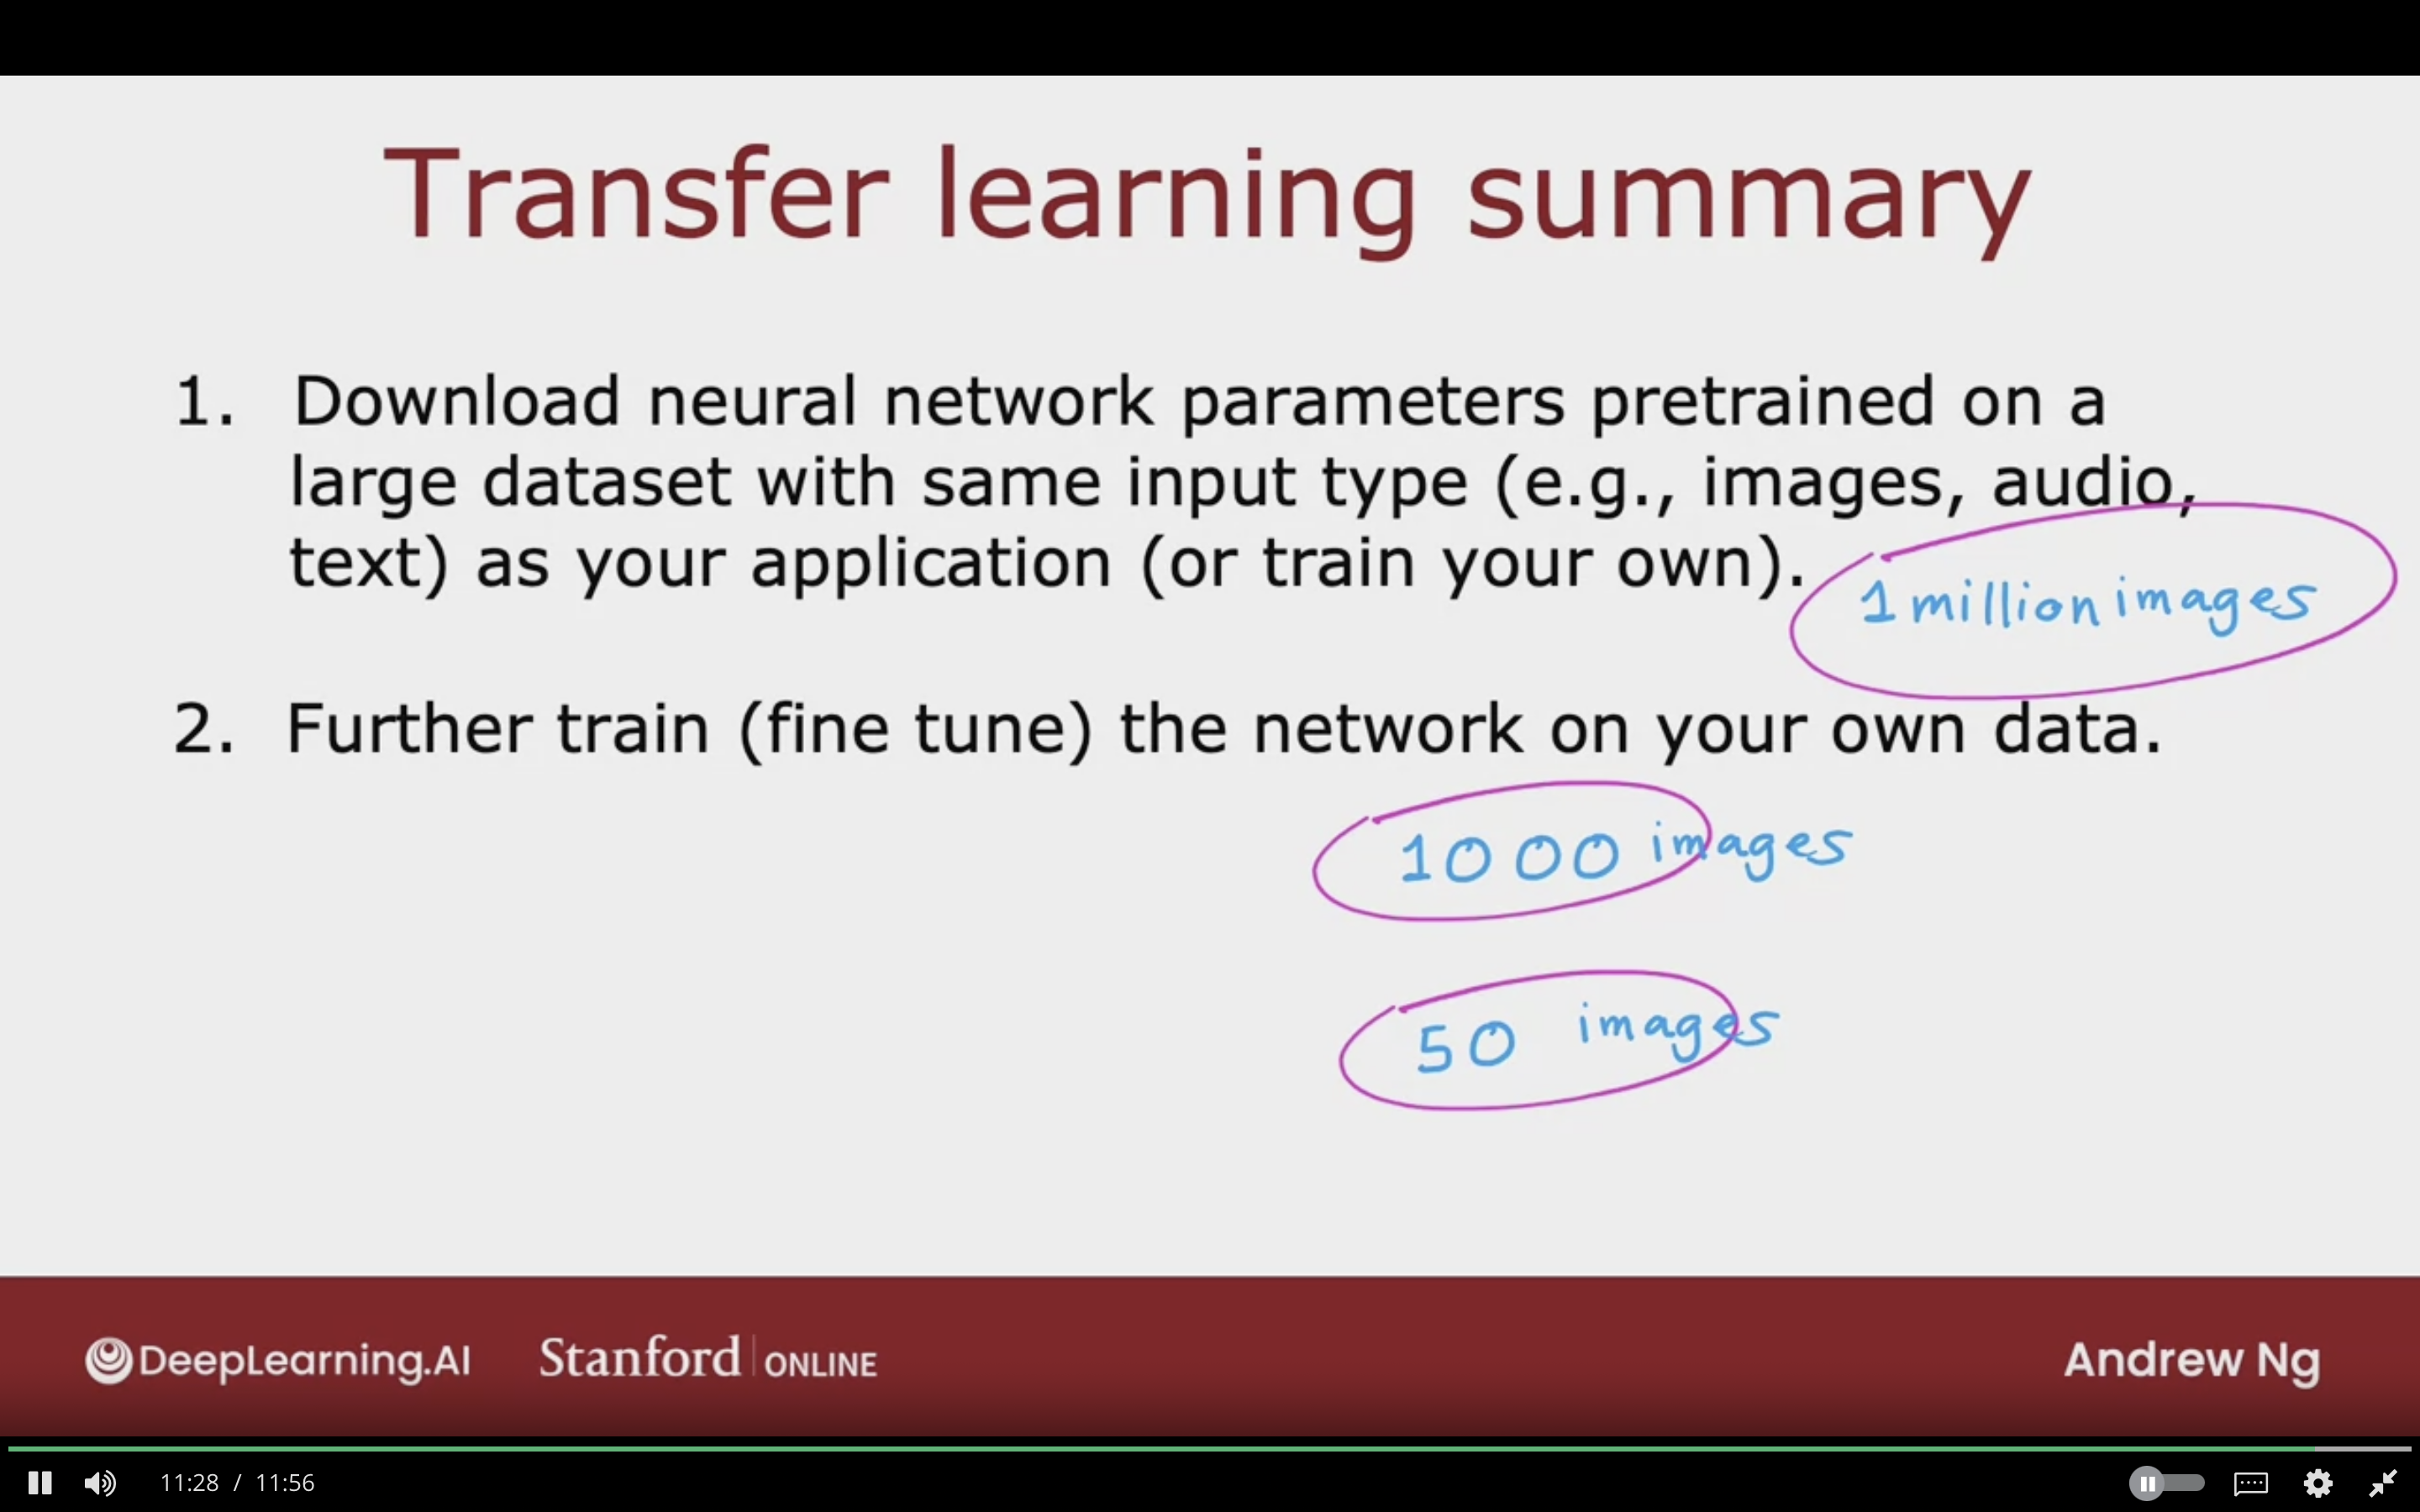 Transfer learning summary
1. Download neural network parameters pretrained on a
large dataset with same input type (e.g., images, audio,
text) as your application (or train your own).
1 million images
2. Further train (fine tune) the network on your own data.
1000 images
50 images
DeepLearning.AI Stanford ONLINE Andrew Ng
11:28 / 11:56